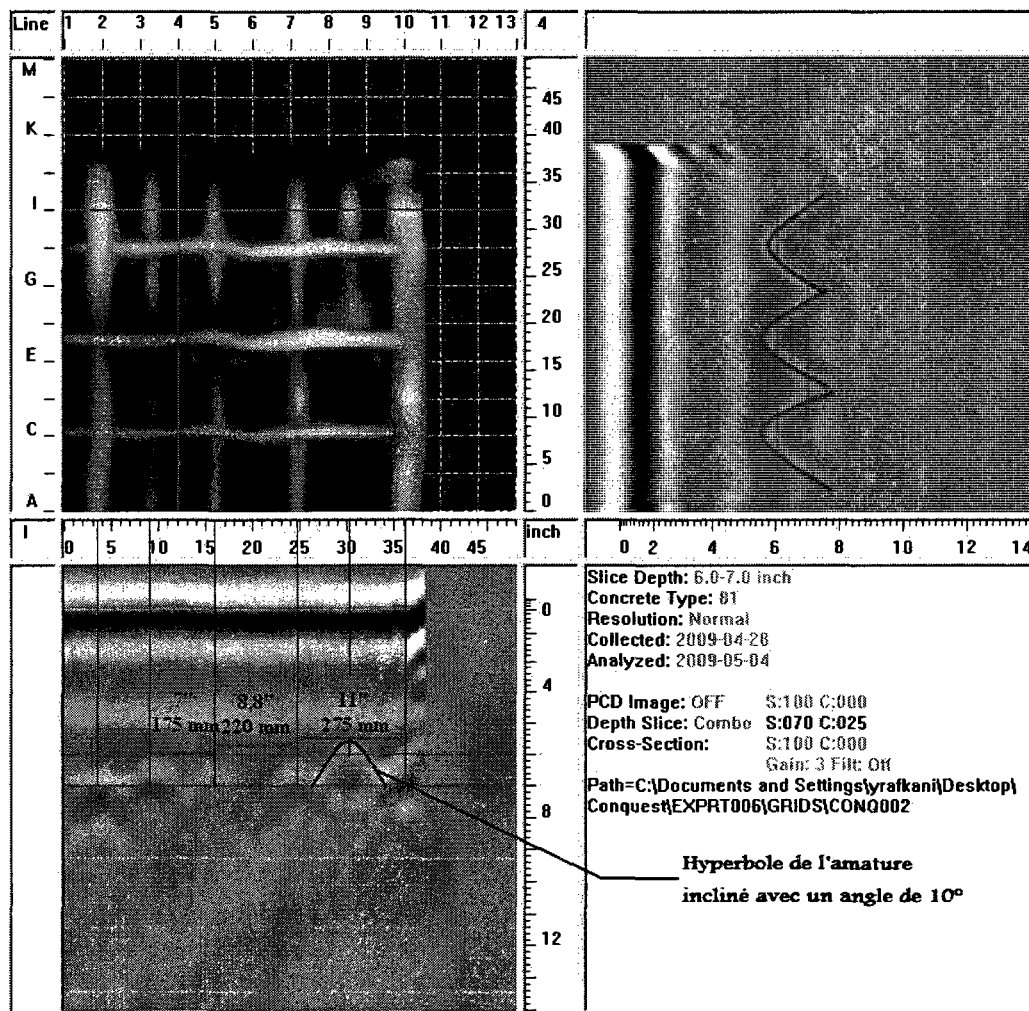 Line 1 2 3 4 5 6 7 8 9 10 11 12 13 4
M
K
I
G
E
C
A
45
40
35
30
25
20
15
10
5
0
I 0 5 10 15 20 25 30 35 40 45 inch 0 2 4 6 8 10 12 14
0
4
8
12
7" 8,8" 11"
175 mm 220 mm 275 mm
Slice Depth: 6.0-7.0 inch
Concrete Type: 81
Resolution: Normal
Collected: 2009-04-28
Analyzed: 2009-05-04
PCD Image: OFF S:100 C:000
Depth Slice: Combo S:070 C:025
Cross-Section: S:100 C:000
Gain: 3 Filt: Off
Path=C:\Documents and Settings\yrafkani\Desktop\
Conquest\EXPRT006\GRIDS\CONQ002
Hyperbole de l'amature
incliné avec un angle de 10°